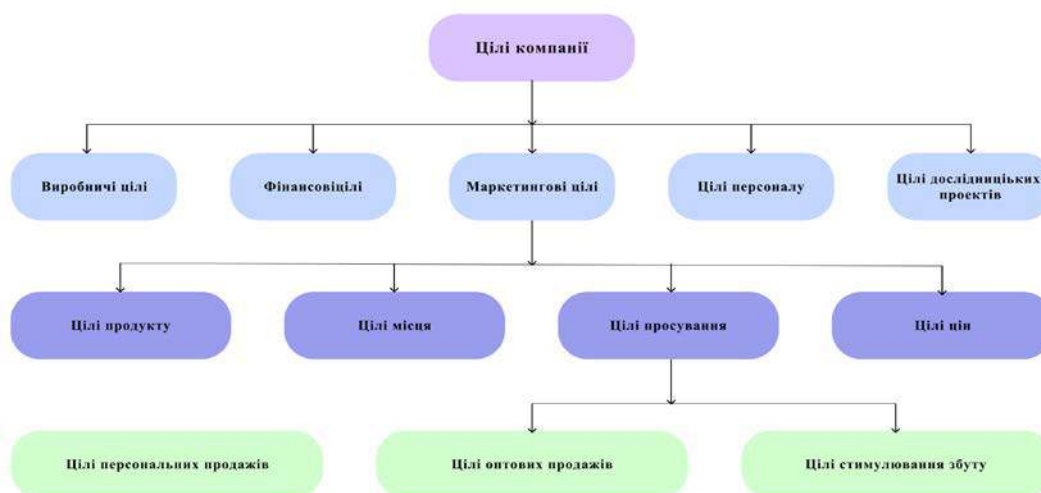 Цілі компанії
Виробничі цілі
Фінансовіцілі
Маркетингові цілі
Цілі персоналу
Цілі дослідниціьких
проектів
Цілі продукту
Цілі місця
Цілі просування
Цілі цін
Цілі персональних продажів
Цілі оптових продажів
Цілі стимулювання збуту